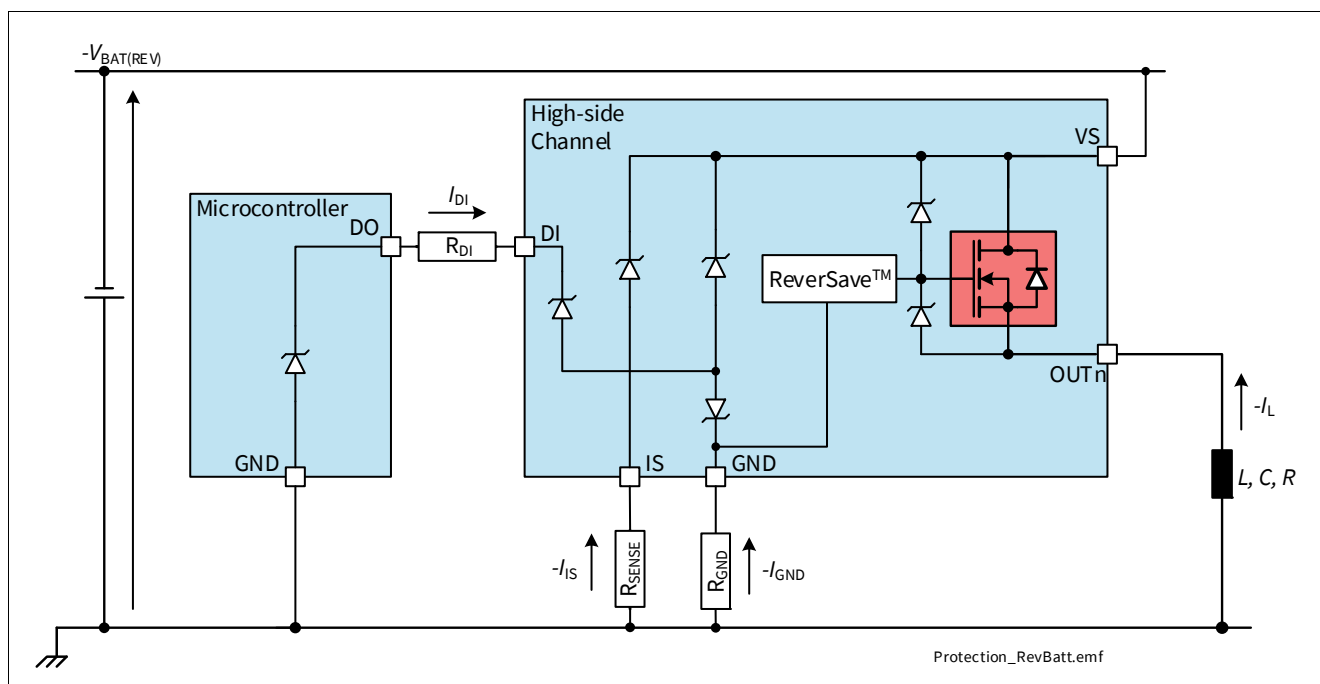 -VBAT(REV)
High-side
Channel
VS
Microcontroller
DO
IDI
RDI
DI
ReverSave™
OUTn
-IL
GND
IS
GND
L, C, R
-IIS
RSENSE
RGND
-IGND
Protection_RevBatt.emf